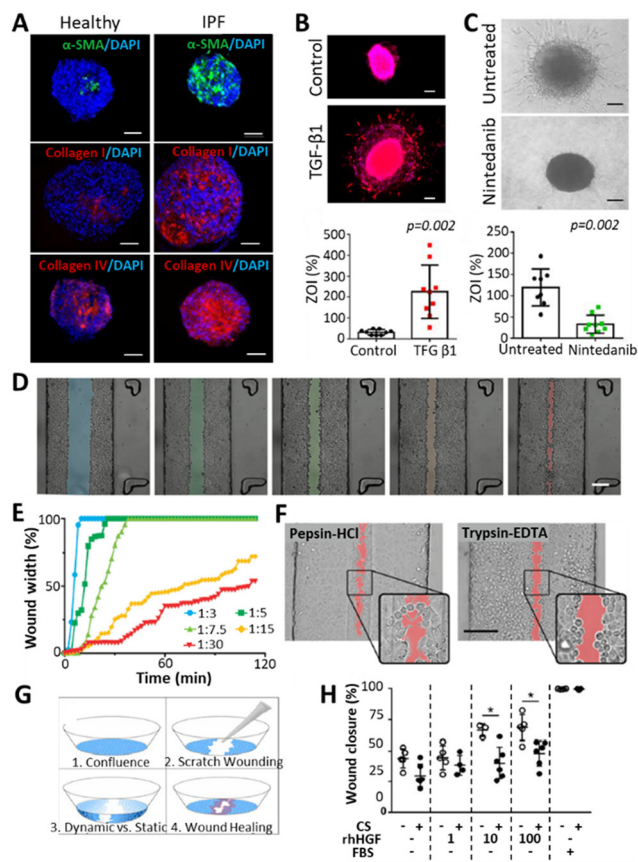 A
Healthy
IPF
α-SMA/DAPI
α-SMA/DAPI
Collagen I/DAPI
Collagen I/DAPI
Collagen IV/DAPI
Collagen IV/DAPI
B
Control
TGF-β1
p=0.002
ZOI (%)
500
400
300
200
100
0
Control
TFG β1
C
Untreated
Nintedanib
p=0.002
ZOI (%)
250
200
150
100
50
0
Untreated
Nintedanib
D
E
Wound width (%)
100
50
0
1:3
1:5
1:7.5
1:15
1:30
0
60
120
Time (min)
F
Pepsin-HCl
Trypsin-EDTA
G
1. Confluence
2. Scratch Wounding
3. Dynamic vs. Static
4. Wound Healing
H
Wound closure (%)
100
75
50
25
0
*
*
CS - + - + - + - + - +
rhHGF - 1 10 100 -
FBS - - - - +